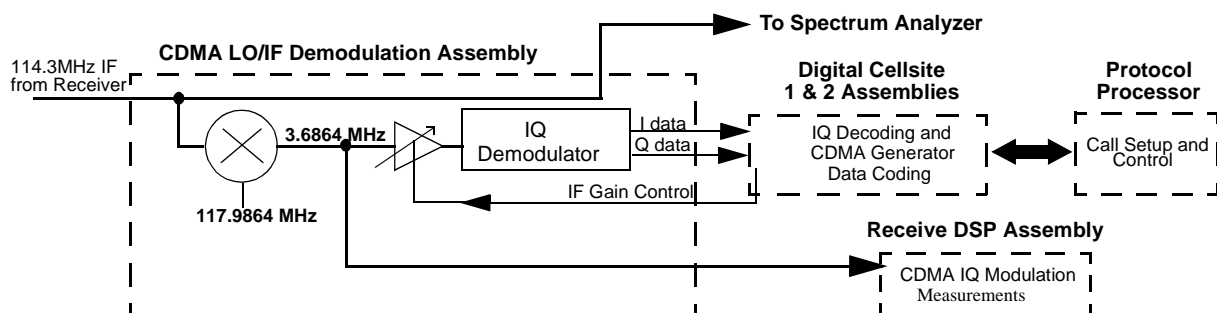 To Spectrum Analyzer
CDMA LO/IF Demodulation Assembly
114.3MHz IF
from Receiver
Digital Cellsite
1 & 2 Assemblies
Protocol
Processor
3.6864 MHz
IQ
Demodulator
I data
Q data
IQ Decoding and
CDMA Generator
Data Coding
Call Setup and
Control
IF Gain Control
117.9864 MHz
Receive DSP Assembly
CDMA IQ Modulation
Measurements